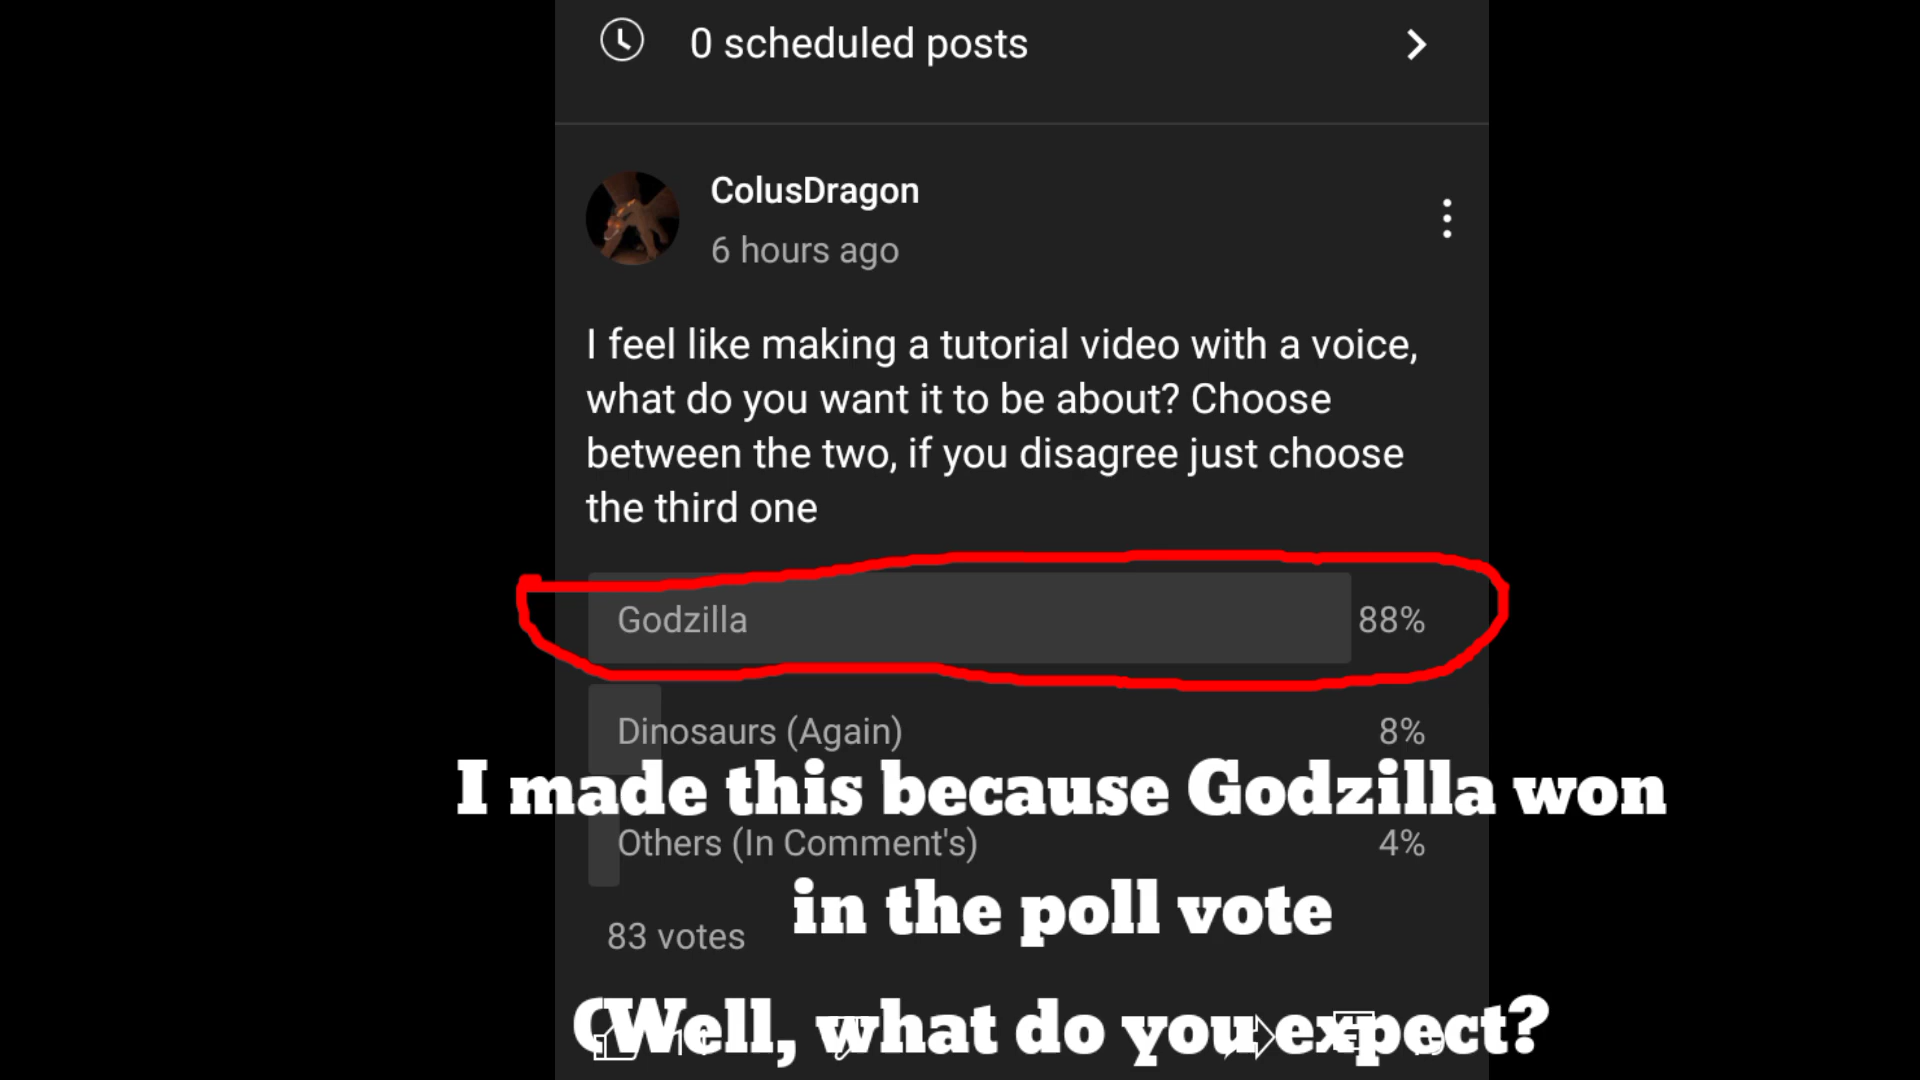 0 scheduled posts
ColusDragon
6 hours ago
I feel like making a tutorial video with a voice,
what do you want it to be about? Choose
between the two, if you disagree just choose
the third one
Godzilla 88%
Dinosaurs (Again) 8%
I made this because Godzilla won
Others (In Comment's) 4%
in the poll vote
83 votes
(Well, what do you expect?